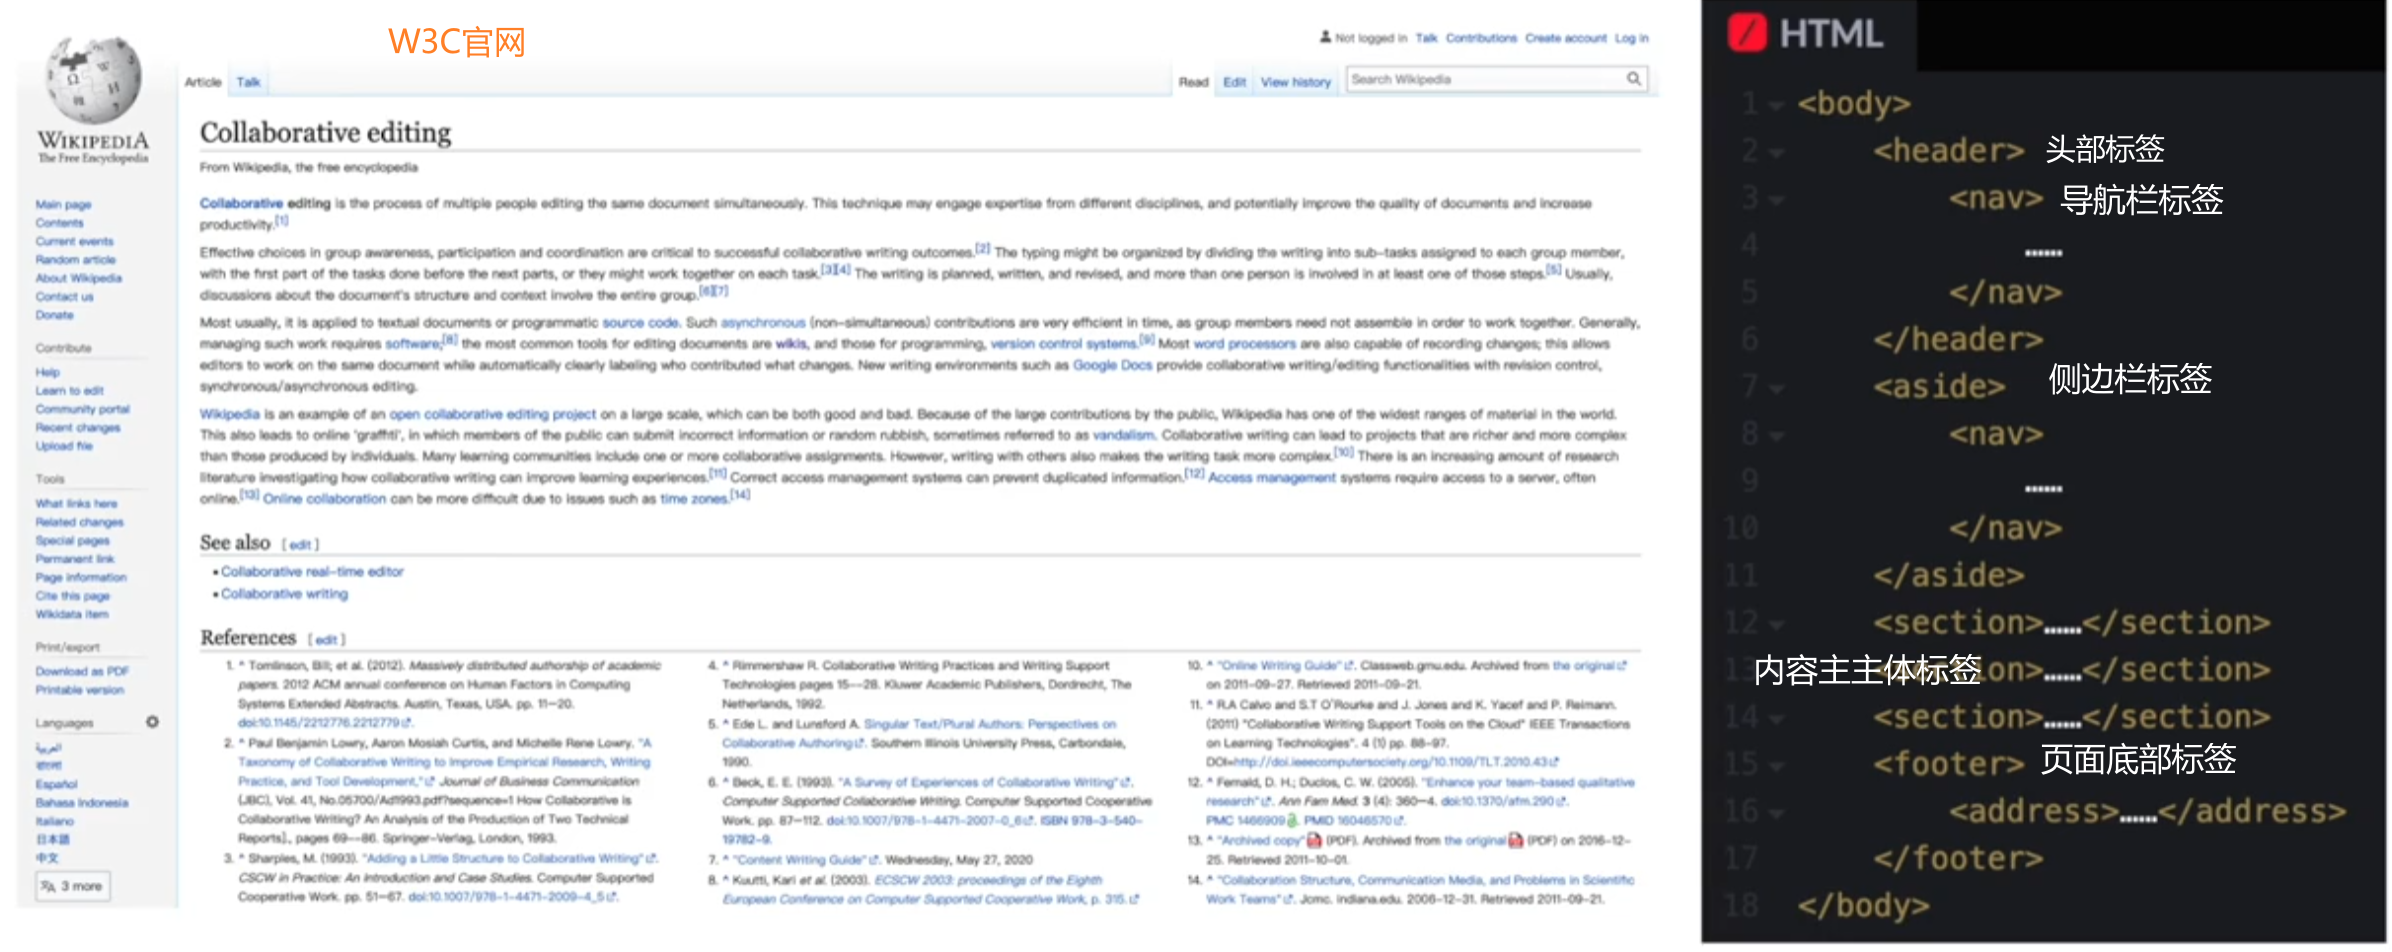 W3C官网
Not logged in Talk Contributions Create account Log in
WIKIPEDIA
The Free Encyclopedia
Article Talk
Read Edit View history Search Wikipedia
Main page
Contents
Current events
Random article
About Wikipedia
Contact us
Donate
Contribute
Help
Learn to edit
Community portal
Recent changes
Upload file
Tools
What links here
Related changes
Special pages
Permanent link
Page information
Cite this page
Wikidata item
Print/export
Download as PDF
Printable version
Languages
العربية
Español
Bahasa Indonesia
Italiano
日本語
中文
3 more
Collaborative editing
From Wikipedia, the free encyclopedia
Collaborative editing is the process of multiple people editing the same document simultaneously. This technique may engage expertise from different disciplines, and potentially improve the quality of documents and increase
productivity.[1]
Effective choices in group awareness, participation and coordination are critical to successful collaborative writing outcomes.[2] The typing might be organized by dividing the writing into sub-tasks assigned to each group member,
with the first part of the tasks done before the next parts, or they might work together on each task.[3][4] The writing is planned, written, and revised, and more than one person is involved in at least one of those steps.[5] Usually,
discussions about the document's structure and context involve the entire group.[6][7]
Most usually, it is applied to textual documents or programmatic source code. Such asynchronous (non-simultaneous) contributions are very efficient in time, as group members need not assemble in order to work together. Generally,
managing such work requires software;[8] the most common tools for editing documents are wikis, and those for programming, version control systems.[9] Most word processors are also capable of recording changes; this allows
editors to work on the same document while automatically clearly labeling who contributed what changes. New writing environments such as Google Docs provide collaborative writing/editing functionalities with revision control,
synchronous/asynchronous editing.
Wikipedia is an example of an open collaborative editing project on a large scale, which can be both good and bad. Because of the large contributions by the public, Wikipedia has one of the widest ranges of material in the world.
This also leads to online 'graffiti', in which members of the public can submit incorrect information or random rubbish, sometimes referred to as vandalism. Collaborative writing can lead to projects that are richer and more complex
than those produced by individuals. Many learning communities include one or more collaborative assignments. However, writing with others also makes the writing task more complex.[10] There is an increasing amount of research
literature investigating how collaborative writing can improve learning experiences.[11] Correct access management systems can prevent duplicated information.[12] Access management systems require access to a server, often
online.[13] Online collaboration can be more difficult due to issues such as time zones.[14]
See also [ edit ]
Collaborative real-time editor
Collaborative writing
References [ edit ]
1. ^ Tomlinson, Bill; et al. (2012). Massively distributed authorship of academic
papers. 2012 ACM annual conference on Human Factors in Computing
Systems Extended Abstracts. Austin, Texas, USA. pp. 11–20.
doi:10.1145/2212776.2212779.
2. ^ Paul Benjamin Lowry, Aaron Mosiah Curtis, and Michelle Rene Lowry. "A
Taxonomy of Collaborative Writing to Improve Empirical Research, Writing
Practice, and Tool Development," Journal of Business Communication
(JBC), Vol. 41, No.05700/Ad1993.pdf?sequence=1 How Collaborative is
Collaborative Writing? An Analysis of the Production of Two Technical
Reports]., pages 69—86. Springer-Verlag, London, 1993.
3. ^ Sharples, M. (1993). "Adding a Little Structure to Collaborative Writing".
CSCW in Practice: An Introduction and Case Studies. Computer Supported
Cooperative Work. pp. 51–67. doi:10.1007/978-1-4471-2009-4_5.
4. ^ Rimmershaw R. Collaborative Writing Practices and Writing Support
Technologies pages 15—28. Kluwer Academic Publishers, Dordrecht, The
Netherlands, 1992.
5. ^ Ede L. and Lunsford A. Singular Text/Plural Authors: Perspectives on
Collaborative Authoring. Southern Illinois University Press, Carbondale,
1990.
6. ^ Beck, E. E. (1993). "A Survey of Experiences of Collaborative Writing".
Computer Supported Collaborative Writing. Computer Supported Cooperative
Work. pp. 87–112. doi:10.1007/978-1-4471-2007-0_6. ISBN 978-3-540-
19782-9.
7. ^ "Content Writing Guide". Wednesday, May 27, 2020
8. ^ Kuutti, Kari et al. (2003). ECSCW 2003: proceedings of the Eighth
European Conference on Computer Supported Cooperative Work, p. 315.
10. ^ "Online Writing Guide". Classweb.gmu.edu. Archived from the original
on 2011-09-27. Retrieved 2011-09-21.
11. ^ R.A Calvo and S.T O'Rourke and J. Jones and K. Yacef and P. Reimann.
(2011) "Collaborative Writing Support Tools on the Cloud" IEEE Transactions
on Learning Technologies". 4 (1) pp. 88–97.
DOI=http://doi.ieeecomputersociety.org/10.1109/TLT.2010.43
12. ^ Fernald, D. H.; Duclos, C. W. (2005). "Enhance your team-based qualitative
research". Ann Fam Med. 3 (4): 360–4. doi:10.1370/afm.290.
PMC 1466909. PMID 16046570.
13. ^ "Archived copy" (PDF). Archived from the original (PDF) on 2016-12-
25. Retrieved 2011-10-01.
14. ^ "Collaboration Structure, Communication Media, and Problems in Scientific
Work Teams". Jcmc. indiana.edu. 2006-12-31. Retrieved 2011-09-21.
HTML
1 <body>
2 <header> 头部标签
3 <nav> 导航栏标签
4 ......
5 </nav>
6 </header>
7 <aside> 侧边栏标签
8 <nav>
9 ......
10 </nav>
11 </aside>
12 <section>......</section>
内容主主体标签 ion>......</section>
14 <section>......</section>
15 <footer> 页面底部标签
16 <address>......</address>
17 </footer>
18 </body>